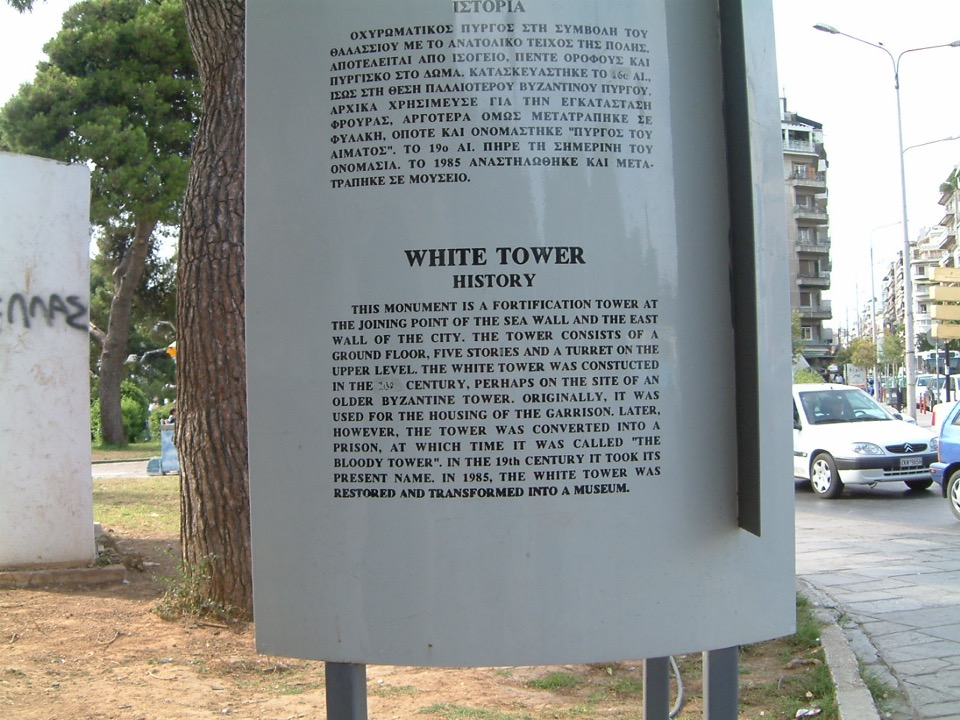 ΙΣΤΟΡΙΑ
ΟΧΥΡΩΜΑΤΙΚΟΣ ΠΥΡΓΟΣ ΣΤΗ ΣΥΜΒΟΛΗ ΤΟΥ
ΘΑΛΑΣΣΙΟΥ ΜΕ ΤΟ ΑΝΑΤΟΛΙΚΟ ΤΕΙΧΟΣ ΤΗΣ ΠΟΛΗΣ.
ΑΠΟΤΕΛΕΙΤΑΙ ΑΠΟ ΙΣΟΓΕΙΟ, ΠΕΝΤΕ ΟΡΟΦΟΥΣ ΚΑΙ
ΠΥΡΓΙΣΚΟ ΣΤΟ ΔΩΜΑ. ΚΑΤΑΣΚΕΥΑΣΤΗΚΕ ΤΟ ΑΙ.,
ΙΣΩΣ ΣΤΗ ΘΕΣΗ ΠΑΛΑΙΟΤΕΡΟΥ ΒΥΖΑΝΤΙΝΟΥ ΠΥΡΓΟΥ.
ΑΡΧΙΚΑ ΧΡΗΣΙΜΕΥΣΕ ΓΙΑ ΤΗΝ ΕΓΚΑΤΑΣΤΑΣΗ
ΦΡΟΥΡΑΣ, ΑΡΓΟΤΕΡΑ ΟΜΩΣ ΜΕΤΑΤΡΑΠΗΚΕ ΣΕ
ΦΥΛΑΚΗ, ΟΠΟΤΕ ΚΑΙ ΟΝΟΜΑΣΤΗΚΕ "ΠΥΡΓΟΣ ΤΟΥ
ΑΙΜΑΤΟΣ". ΤΟ 19ο ΑΙ. ΠΗΡΕ ΤΗ ΣΗΜΕΡΙΝΗ ΤΟΥ
ΟΝΟΜΑΣΙΑ. ΤΟ 1985 ΑΝΑΣΤΗΛΩΘΗΚΕ ΚΑΙ ΜΕΤΑ-
ΤΡΑΠΗΚΕ ΣΕ ΜΟΥΣΕΙΟ.
WHITE TOWER
HISTORY
THIS MONUMENT IS A FORTIFICATION TOWER AT
THE JOINING POINT OF THE SEA WALL AND THE EAST
WALL OF THE CITY. THE TOWER CONSISTS OF A
GROUND FLOOR, FIVE STORIES AND A TURRET ON THE
UPPER LEVEL. THE WHITE TOWER WAS CONSTUCTED
IN THE CENTURY, PERHAPS ON THE SITE OF AN
OLDER BYZANTINE TOWER. ORIGINALLY, IT WAS
USED FOR THE HOUSING OF THE GARRISON. LATER,
HOWEVER, THE TOWER WAS CONVERTED INTO A
PRISON, AT WHICH TIME IT WAS CALLED "THE
BLOODY TOWER". IN THE 19th CENTURY IT TOOK ITS
PRESENT NAME. IN 1985, THE WHITE TOWER WAS
RESTORED AND TRANSFORMED INTO A MUSEUM.